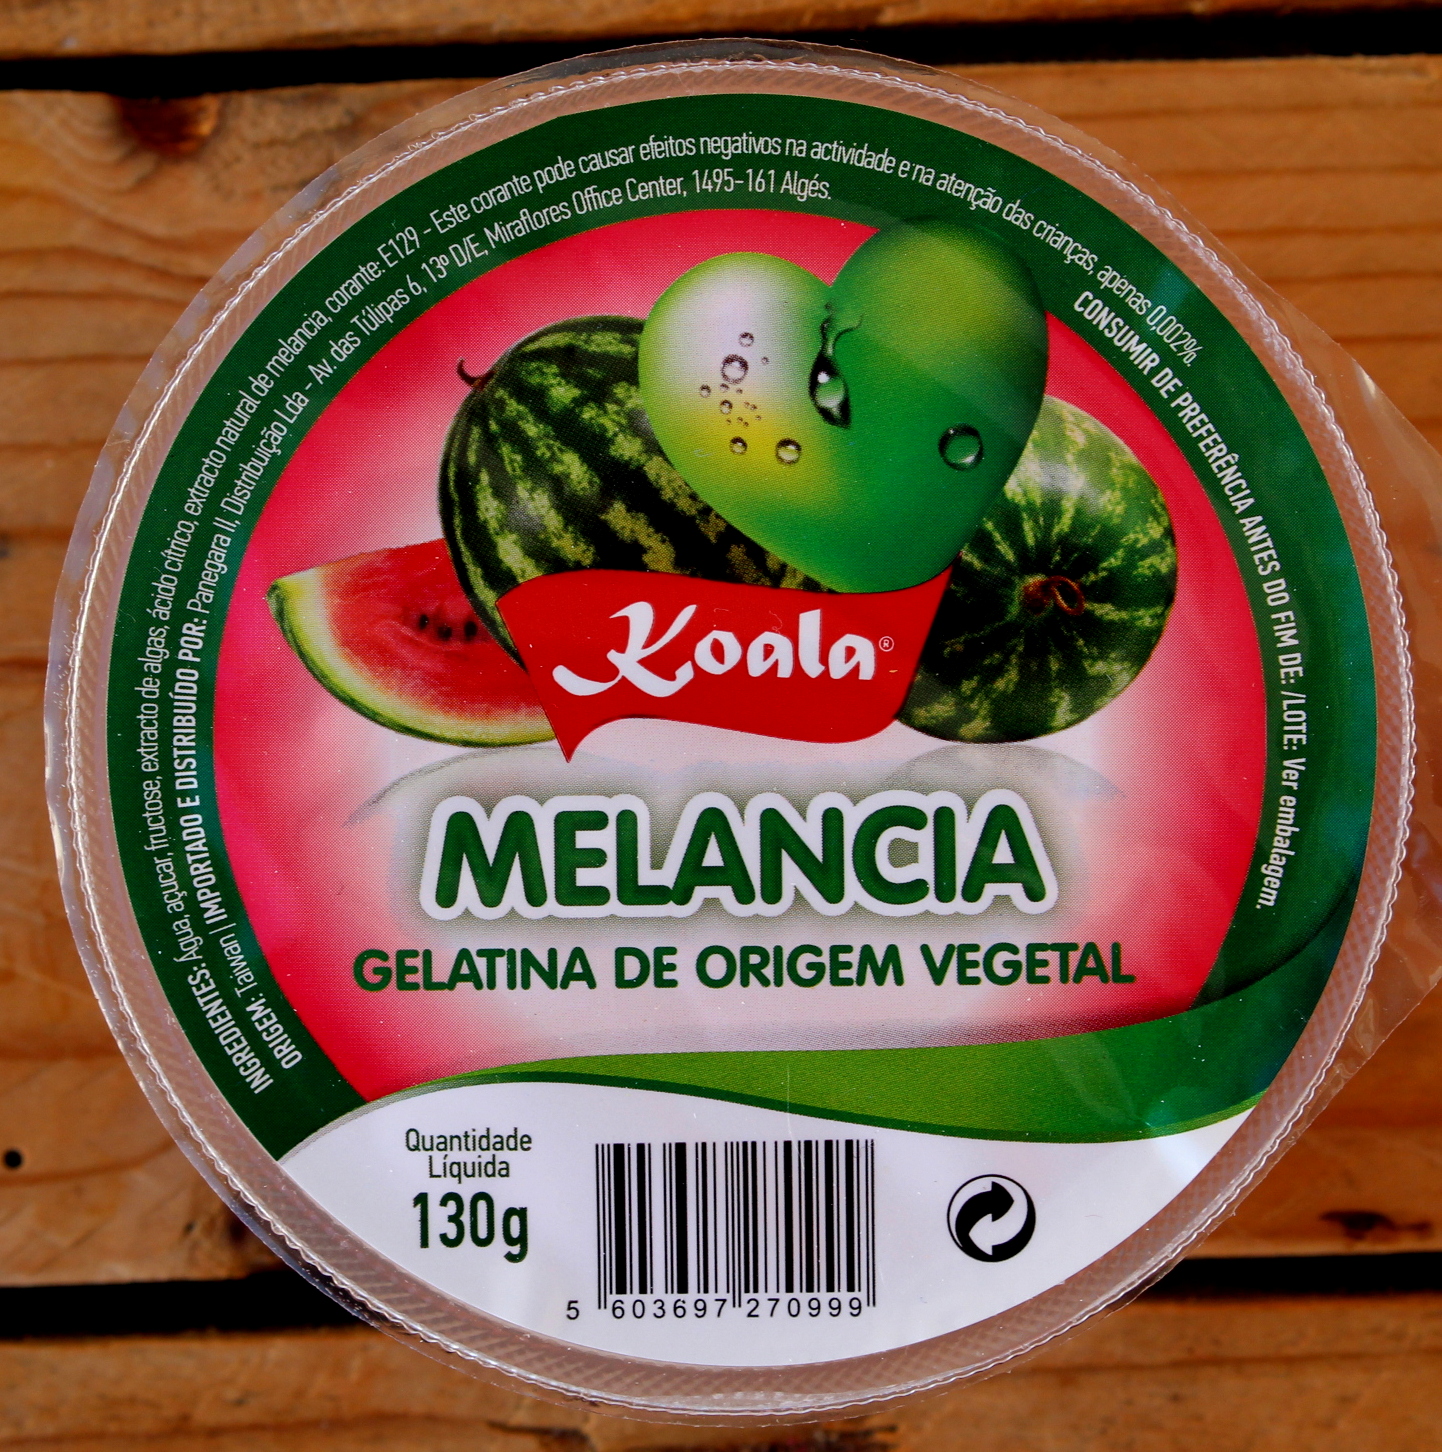 INGREDIENTES: Água, açucar, fructose, extracto de algas, ácido cítrico, extracto natural de melancia, corante: E129 - Este corante pode causar efeitos negativos na actividade e na atenção das crianças, apenas 0,002%.
ORIGEM: Taiwan | IMPORTADO E DISTRIBUÍDO POR: Panegara II, Distribuição Lda - Av. das Túlipas 6, 13º D/E, Miraflores Office Center, 1495-161 Algés.
CONSUMIR DE PREFERÊNCIA ANTES DO FIM DE: /LOTE: Ver embalagem.
Koala®
MELANCIA
GELATINA DE ORIGEM VEGETAL
Quantidade
Líquida
130g
5 603697 270999